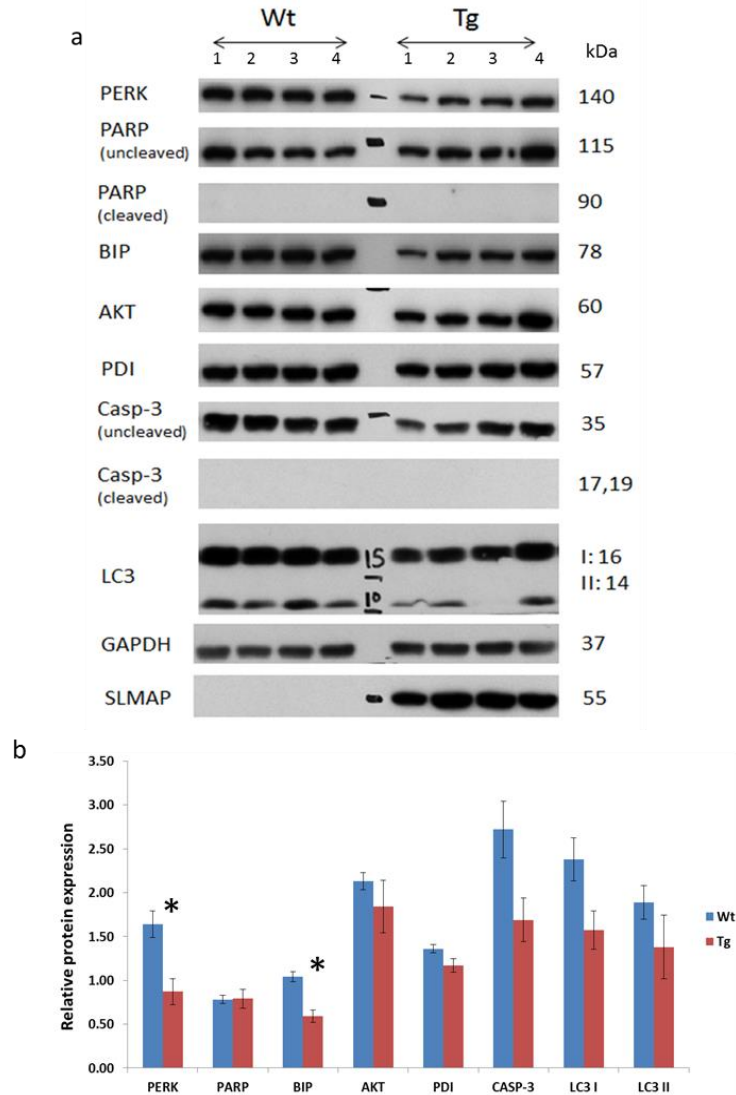 a
Wt Tg
1 2 3 4 1 2 3 4 kDa
PERK 140
PARP
(uncleaved) 115
PARP
(cleaved) 90
BIP 78
AKT 60
PDI 57
Casp-3
(uncleaved) 35
Casp-3
(cleaved) 17,19
LC3 15 I: 16
II: 14
10
GAPDH 37
SLMAP 55
b
3.50
3.00
2.50
2.00
1.50
1.00
0.50
0.00
Relative protein expression
* *
Wt
Tg
PERK PARP BIP AKT PDI CASP-3 LC3 I LC3 II